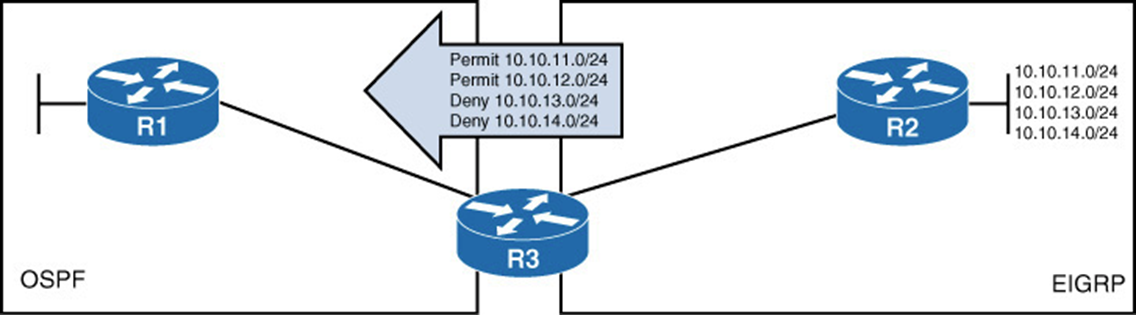 Permit 10.10.11.0/24
Permit 10.10.12.0/24
Deny 10.10.13.0/24
Deny 10.10.14.0/24
R1
R2
10.10.11.0/24
10.10.12.0/24
10.10.13.0/24
10.10.14.0/24
R3
OSPF
EIGRP